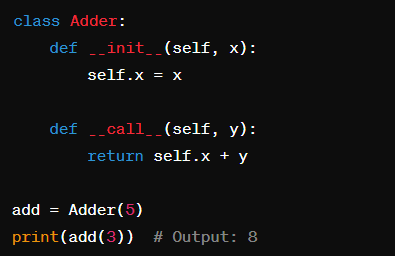 class Adder:
    def __init__(self, x):
        self.x = x

    def __call__(self, y):
        return self.x + y

add = Adder(5)
print(add(3))  # Output: 8